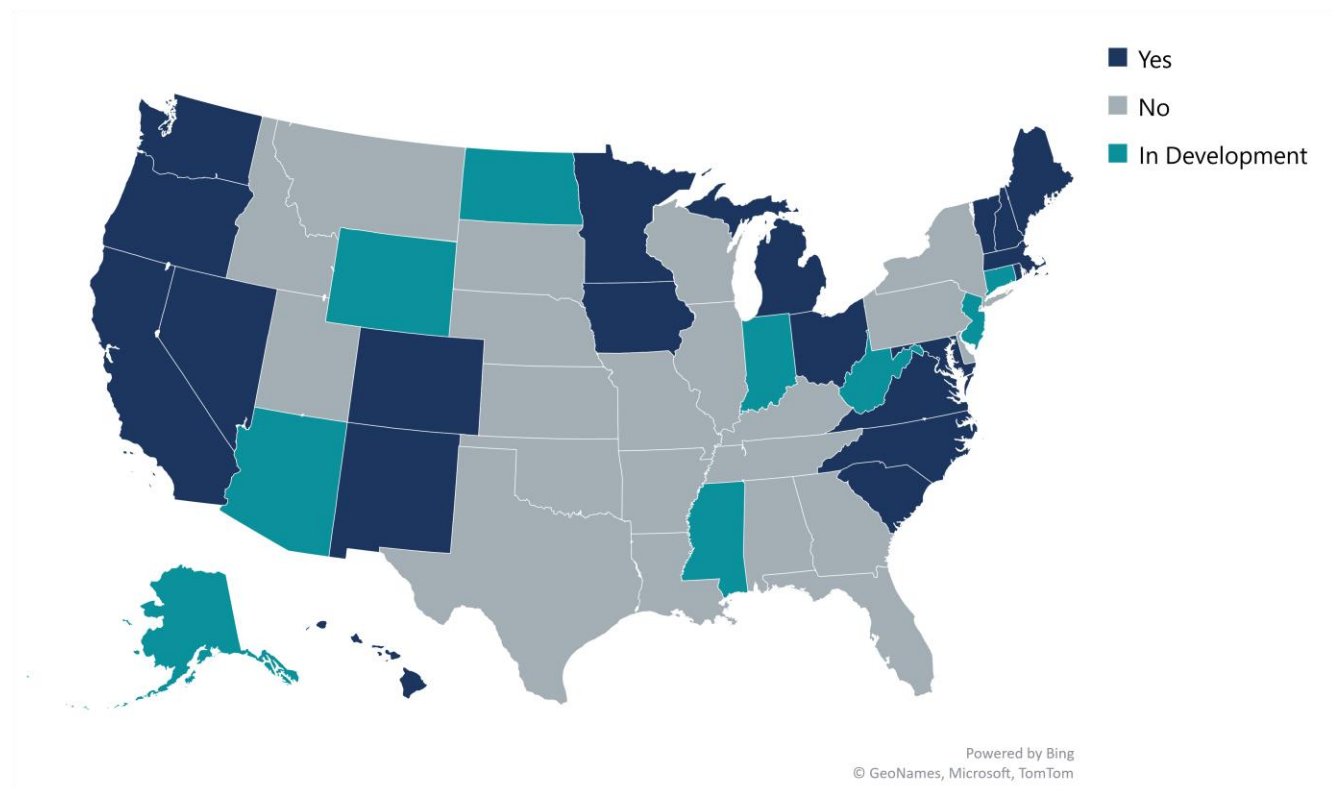 Yes
No
In Development
Powered by Bing
© GeoNames, Microsoft, TomTom